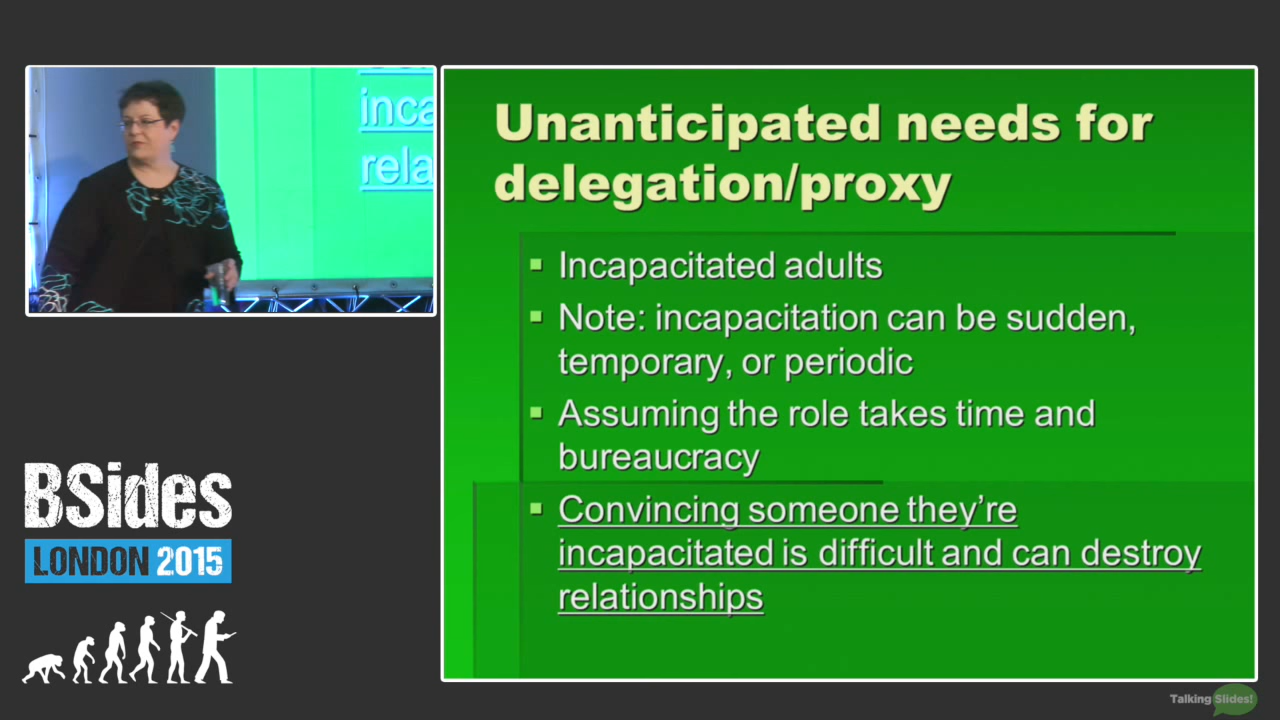 inca
rela
Unanticipated needs for
delegation/proxy
Incapacitated adults
Note: incapacitation can be sudden,
temporary, or periodic
Assuming the role takes time and
bureaucracy
Convincing someone they're
incapacitated is difficult and can destroy
relationships
BSides
LONDON 2015
Talking Slides!